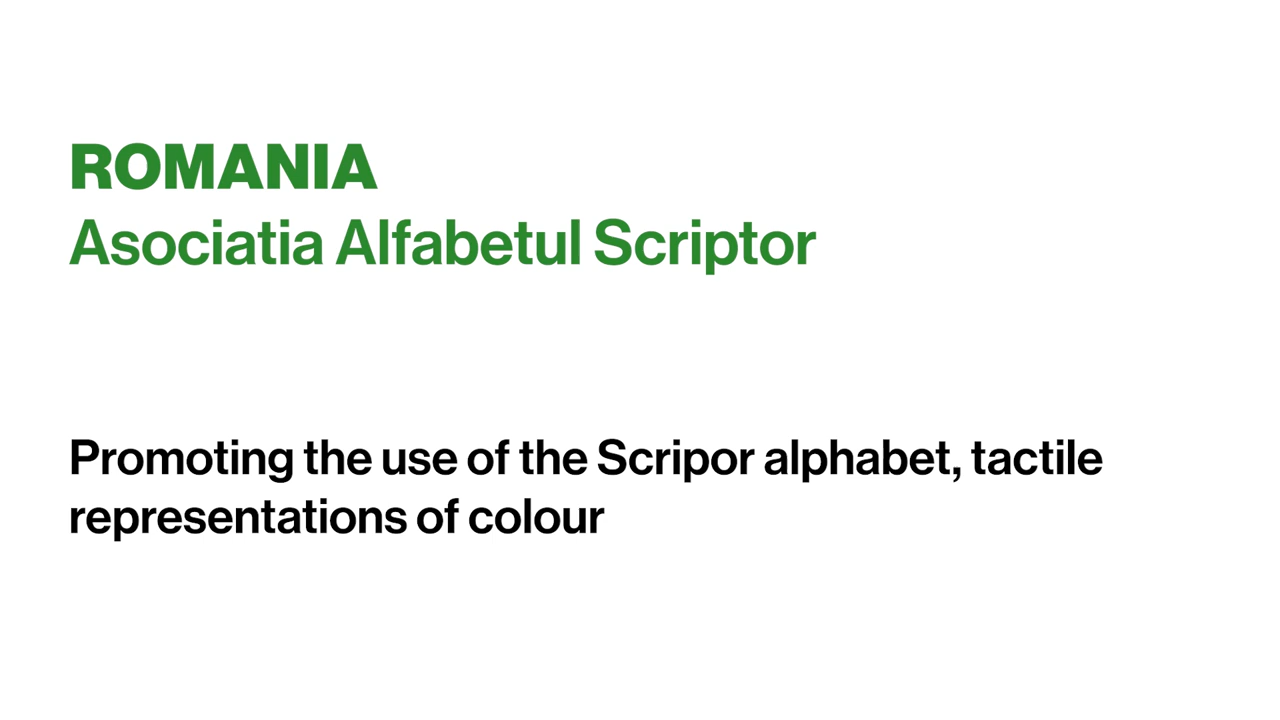 ROMANIA
Asociatia Alfabetul Scriptor
Promoting the use of the Scripor alphabet, tactile
representations of colour